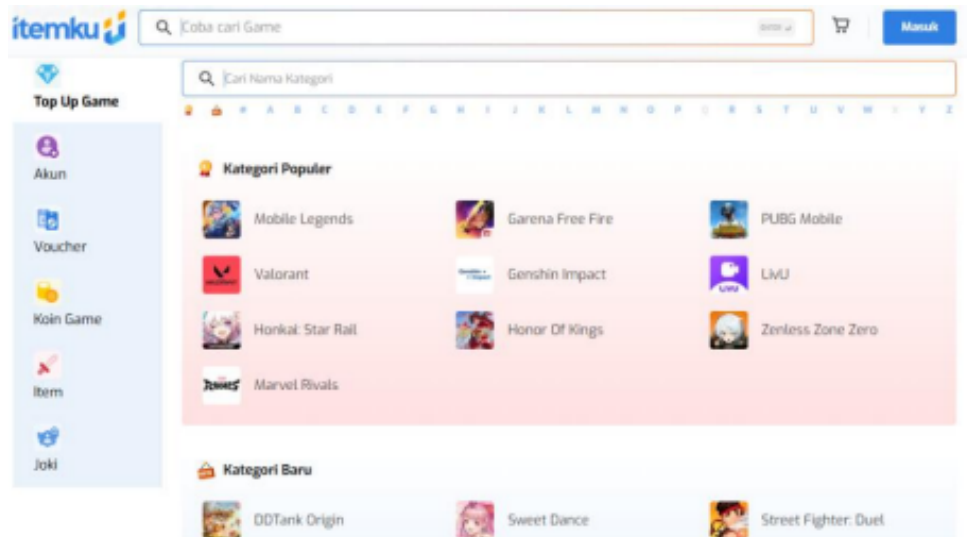 itemku
Coba cari Game
Masuk
Top Up Game
Cari Nama Kategori
# A B C D E F G H I J K L M N O P Q R S T U V W X Y Z
Akun
Voucher
Koin Game
Item
Joki
Kategori Populer
Mobile Legends Garena Free Fire PUBG Mobile
VALORANT
Valorant Genshin Impact LivU
LIVU
Honkai: Star Rail Honor Of Kings Zenless Zone Zero
Marvel Rivals
Kategori Baru
DDTank Origin Sweet Dance Street Fighter: Duel